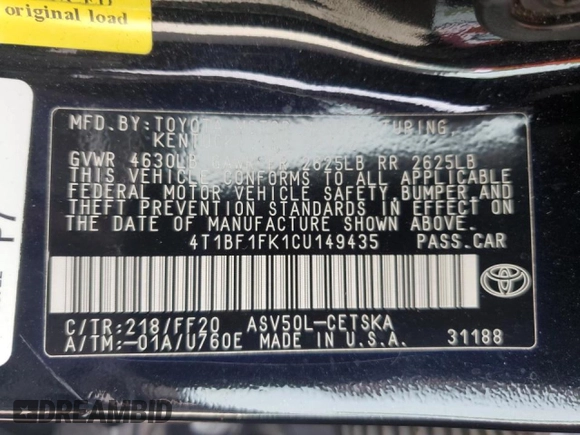 original load
MFD.BY:TOYO URING,
KEN
GVWR 4630LB 2625LB RR 2625LB
THIS VEHICLE CONFORMS TO ALL APPLICABLE
FEDERAL MOTOR VEHICLE SAFETY, BUMPER AND
THEFT PREVENTION STANDARDS IN EFFECT ON
THE DATE OF MANUFACTURE SHOWN ABOVE.
4T1BF1FK1CU149435 PASS.CAR
C/TR:218/FF20 ASV50L-CETSKA
A/TM:-01A/U760E MADE IN U.S.A. 31188
DREAMBID